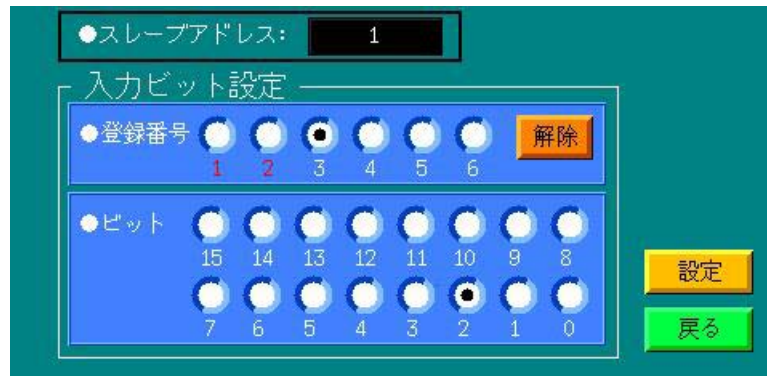 ●スレーブアドレス: 1
入力ビット設定
●登録番号 解除
1 2 3 4 5 6
●ビット
15 14 13 12 11 10 9 8
7 6 5 4 3 2 1 0
設定
戻る